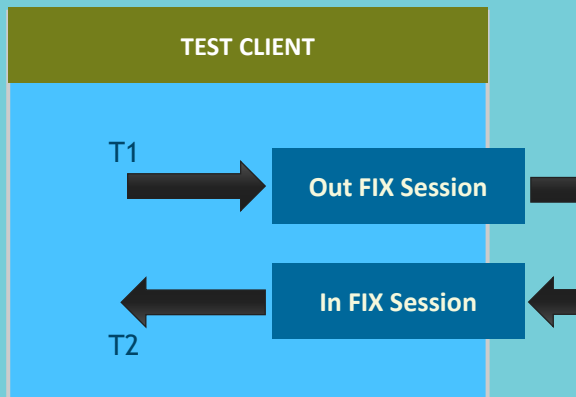 TEST CLIENT
T1
Out FIX Session
In FIX Session
T2